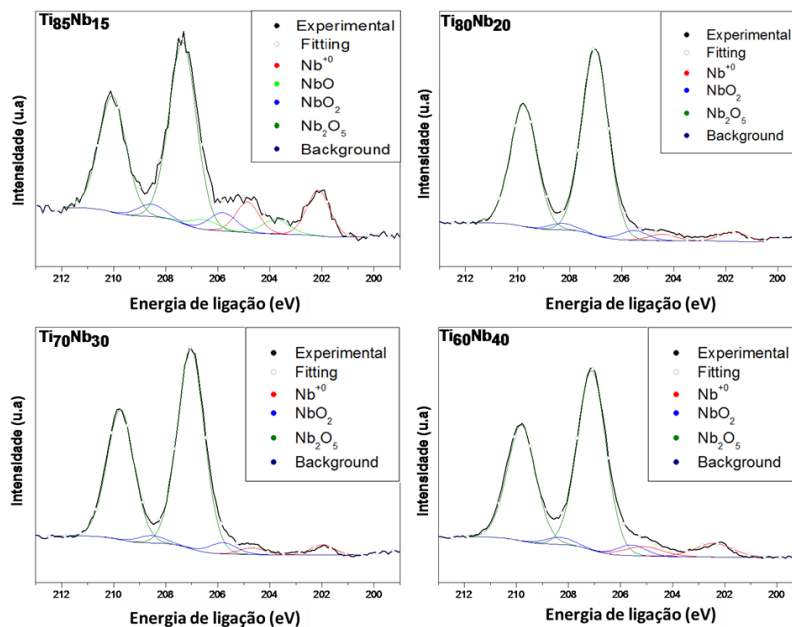 Ti85Nb15
Intensidade (u.a)
Experimental
Fittiing
Nb+0
NbO
NbO2
Nb2O5
Background
212 210 208 206 204 202 200
Energia de ligação (eV)
Ti80Nb20
Intensidade (u.a)
Experimental
Fitting
Nb+0
NbO2
Nb2O5
Background
212 210 208 206 204 202 200
Energia de ligação (eV)
Ti70Nb30
Intensidade (u.a)
Experimental
Fitting
Nb+0
NbO2
Nb2O5
Background
212 210 208 206 204 202 200
Energia de ligação (eV)
Ti60Nb40
Intensidade (u.a)
Experimental
Fitting
Nb+0
NbO2
Nb2O5
Background
212 210 208 206 204 202 200
Energia de ligação (eV)